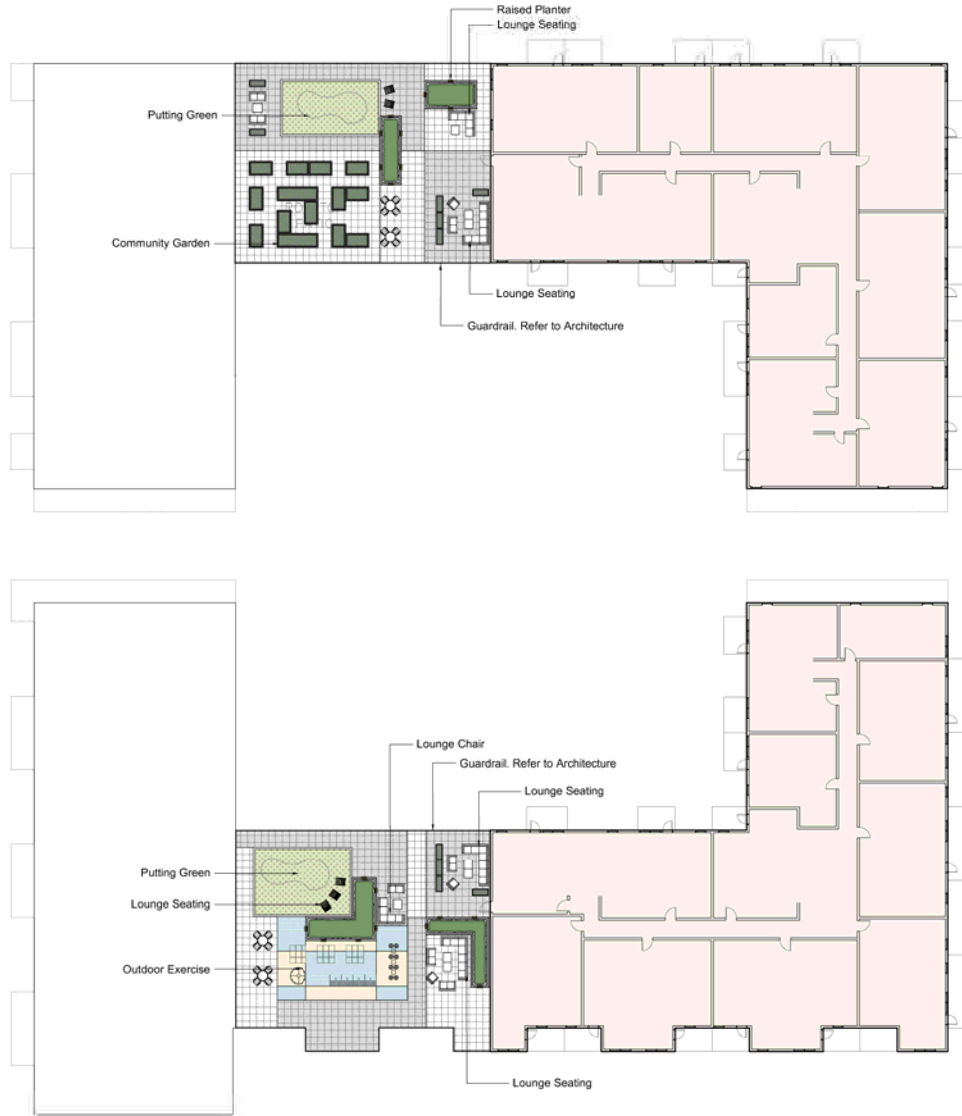 Raised Planter
Lounge Seating
Putting Green
Community Garden
Lounge Seating
Guardrail. Refer to Architecture
Lounge Chair
Guardrail. Refer to Architecture
Lounge Seating
Putting Green
Lounge Seating
Outdoor Exercise
Lounge Seating